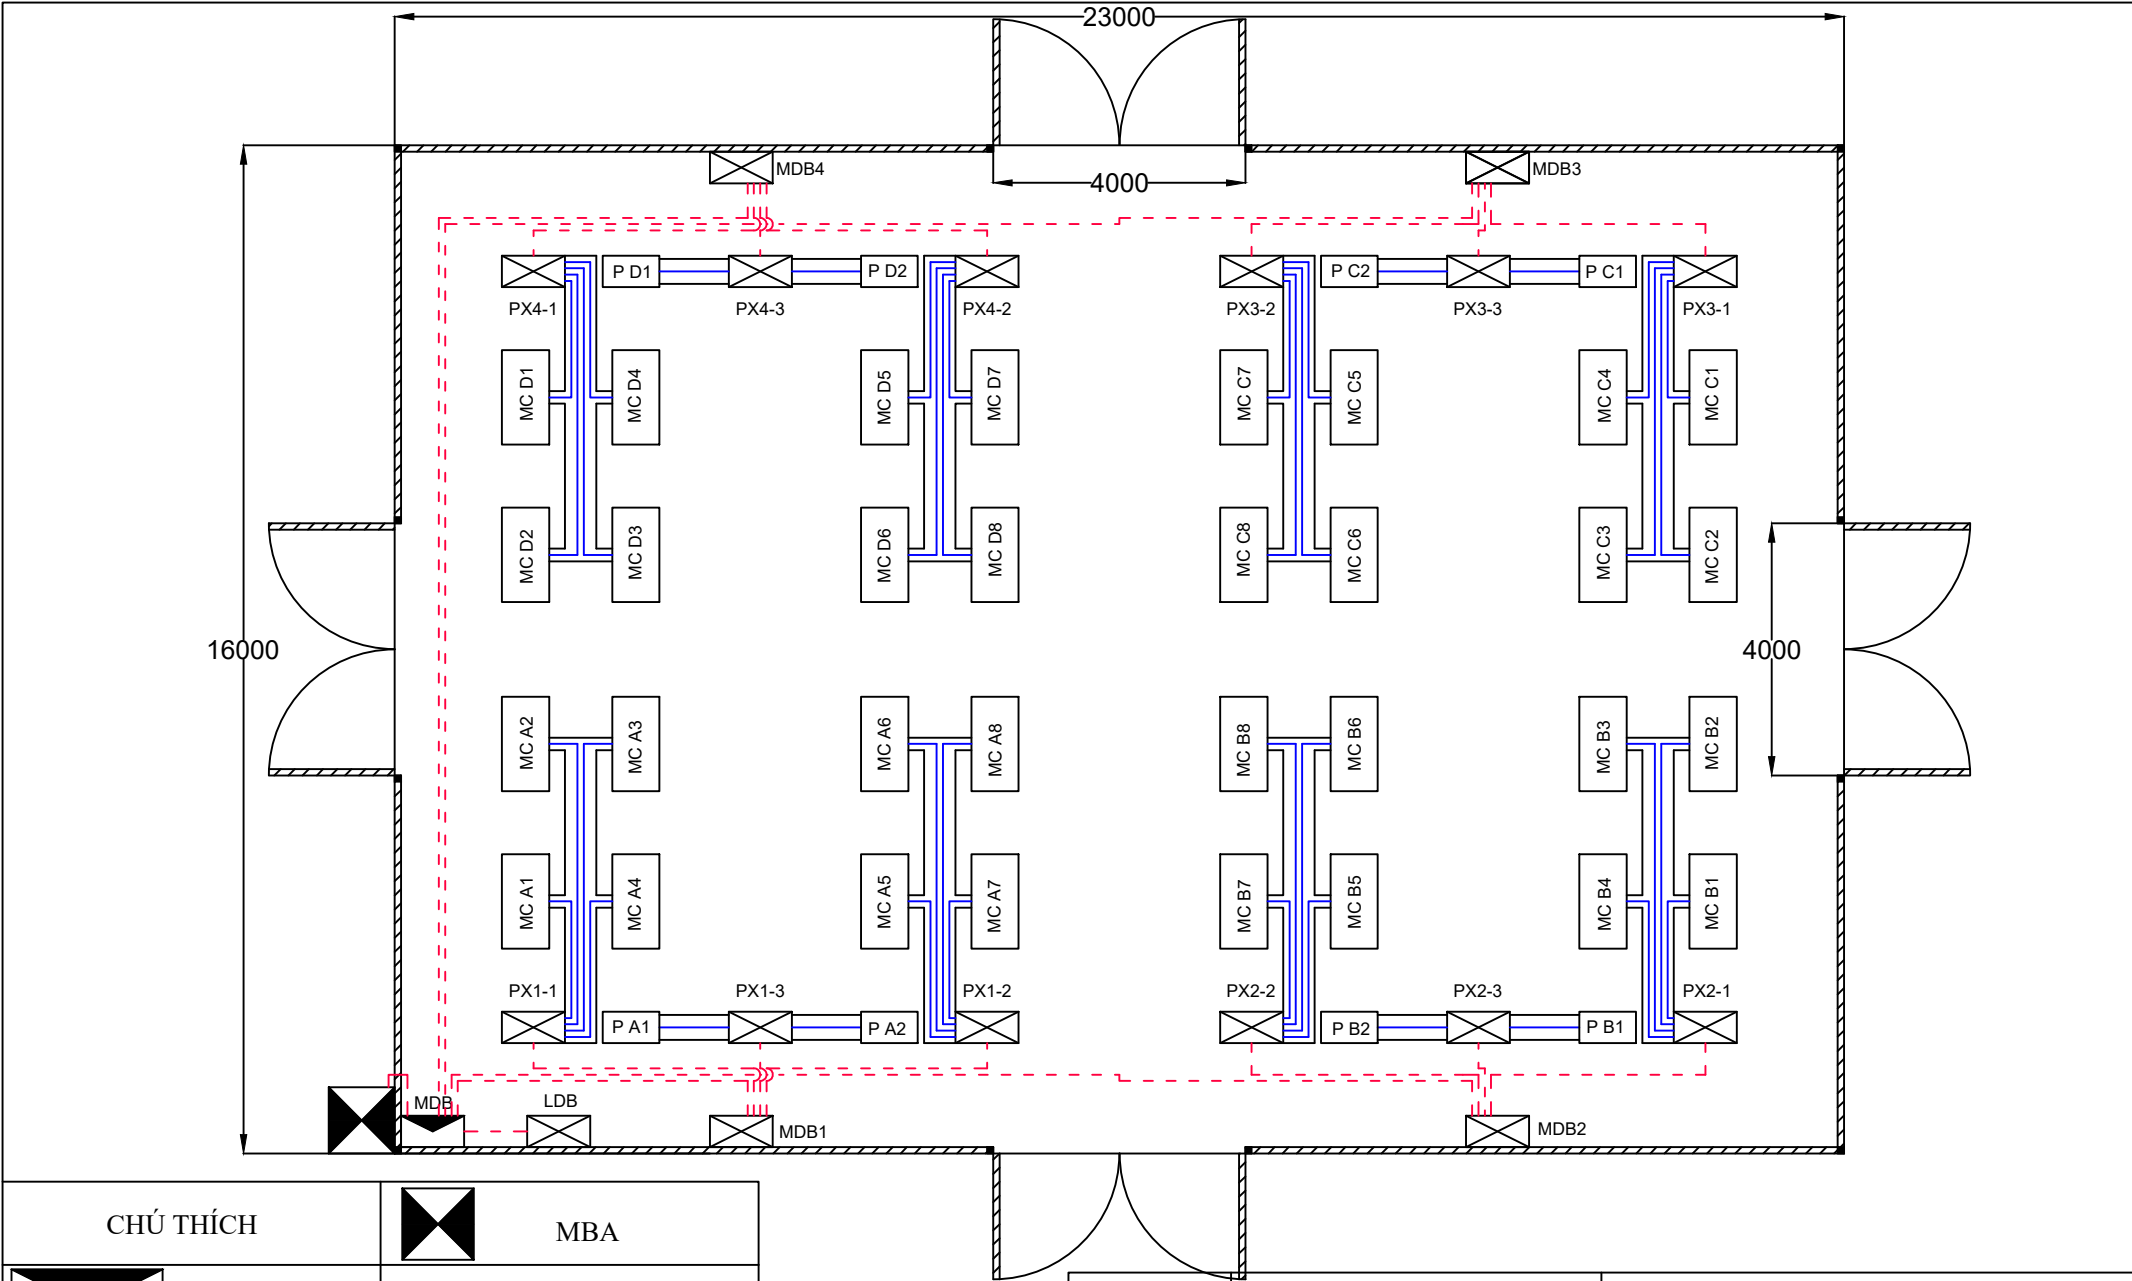 23000
MDB4
4000
MDB3
P D1
P D2
P C2
P C1
PX4-1
PX4-3
PX4-2
PX3-2
PX3-3
PX3-1
MC D1
MC D4
MC D5
MC D7
MC C7
MC C5
MC C4
MC C1
MC D2
MC D3
MC D6
MC D8
MC C8
MC C6
MC C3
MC C2
16000
4000
MC A2
MC A3
MC A6
MC A8
MC B8
MC B6
MC B3
MC B2
MC A1
MC A4
MC A5
MC A7
MC B7
MC B5
MC B4
MC B1
PX1-1
PX1-3
PX1-2
PX2-2
PX2-3
PX2-1
P A1
P A2
P B2
P B1
MDB
LDB
MDB1
MDB2
CHÚ THÍCH
MBA